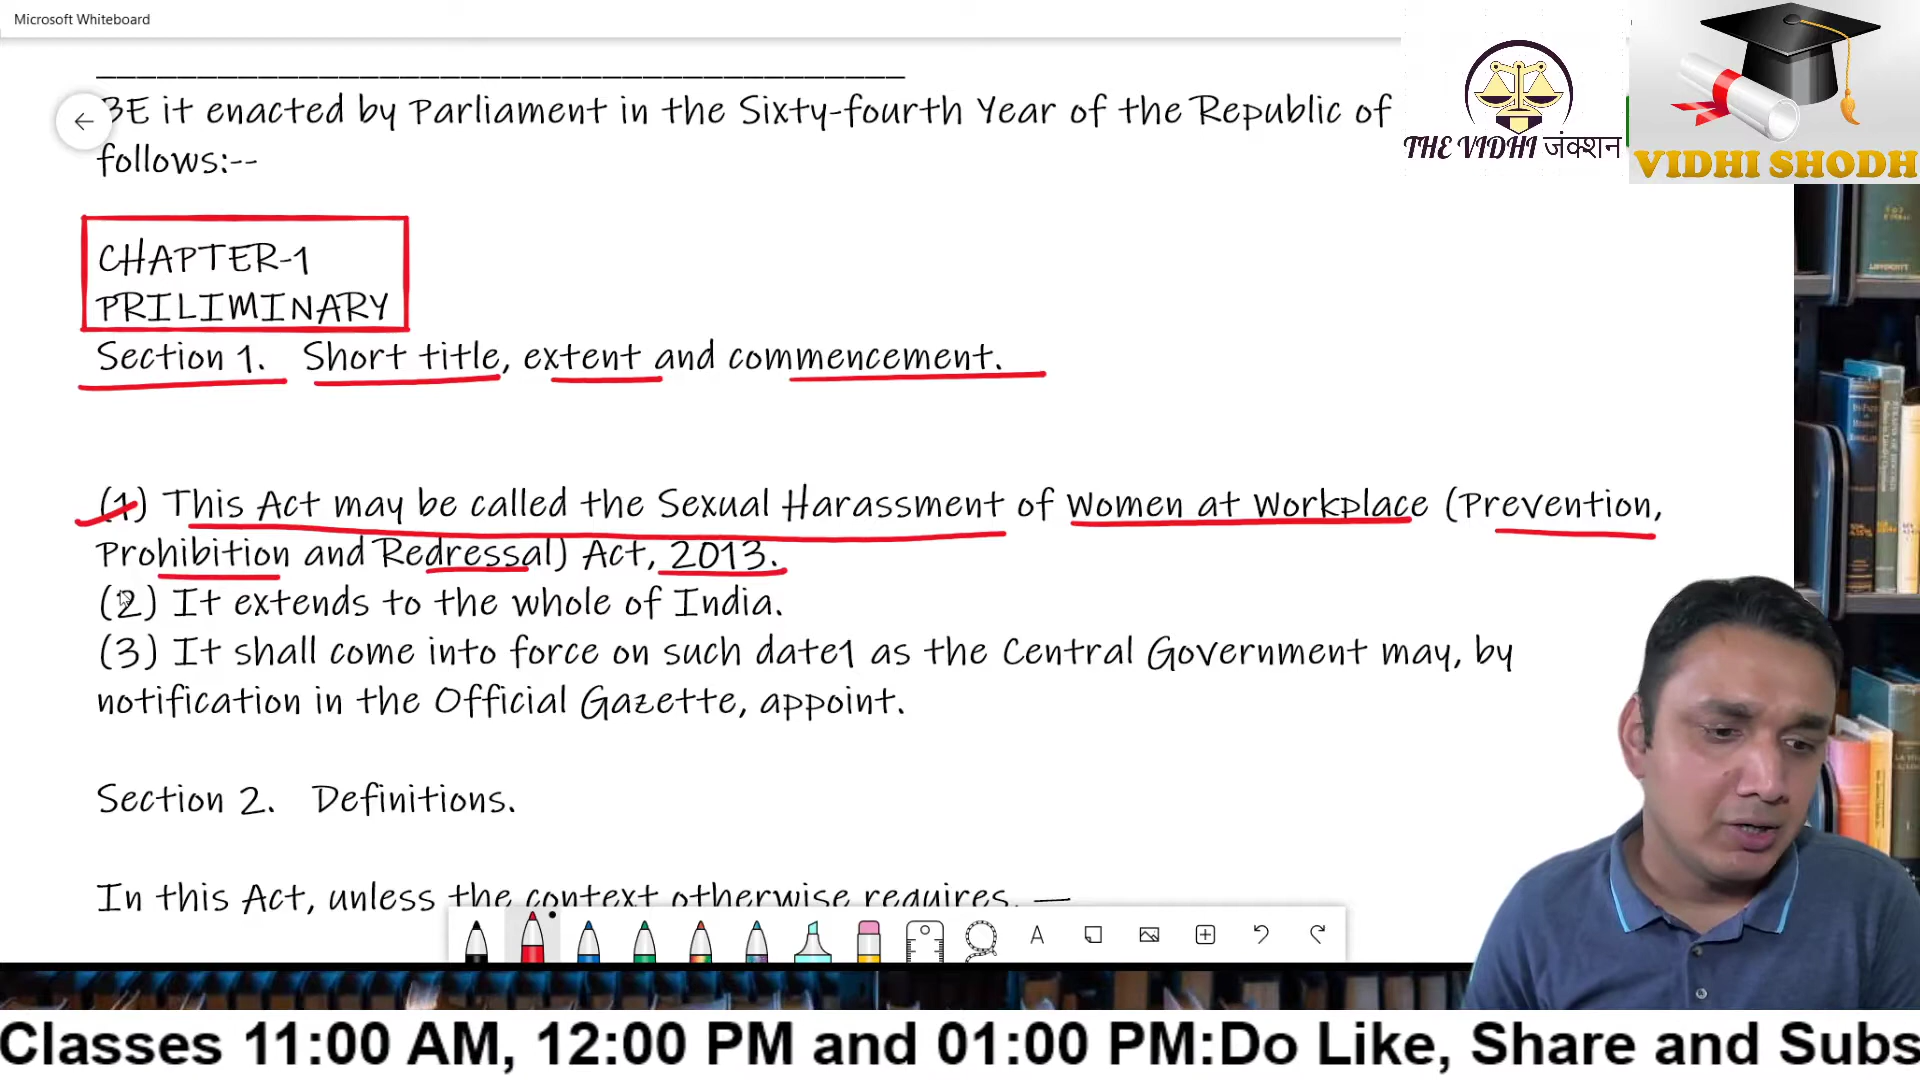 Microsoft Whiteboard
BE it enacted by Parliament in the Sixty-fourth Year of the Republic of
follows:--
THE VIDHI जंक्शन
VIDHI SHODH
CHAPTER-1
PRILIMINARY
Section 1. Short title, extent and commencement.
(1) This Act may be called the Sexual Harassment of Women at Workplace (Prevention,
Prohibition and Redressal) Act, 2013.
(2) It extends to the whole of India.
(3) It shall come into force on such date1 as the Central Government may, by
notification in the Official Gazette, appoint.
Section 2. Definitions.
In this Act, unless the context otherwise requires, —
A
Classes 11:00 AM, 12:00 PM and 01:00 PM:Do Like, Share and Subs